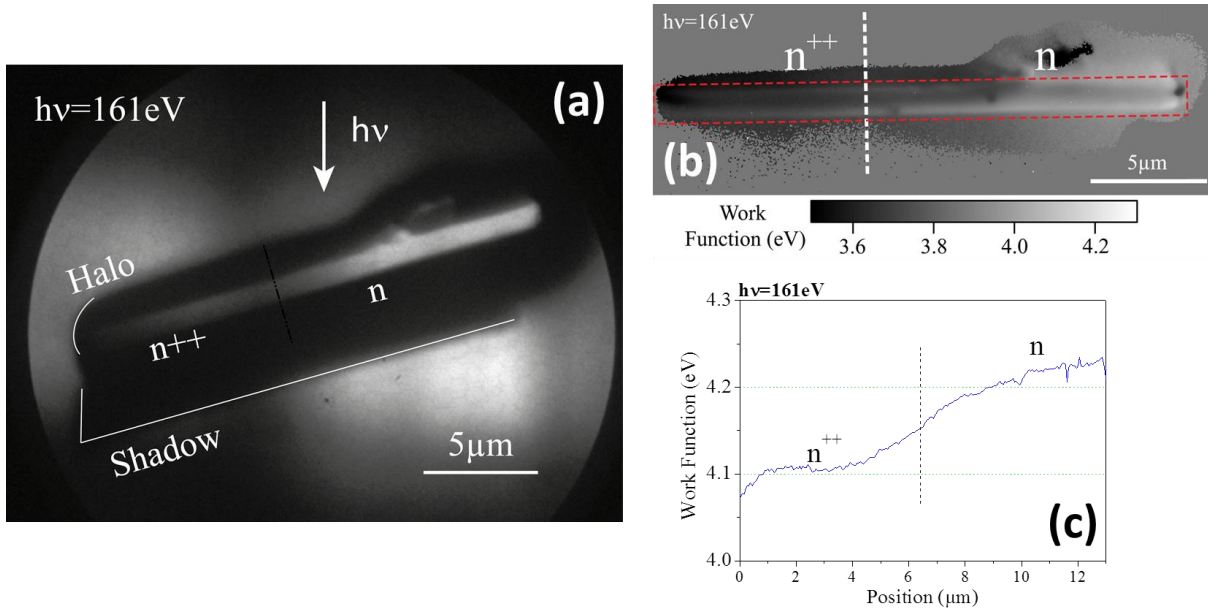 hν=161eV
(a)
hν
Halo
n
n++
Shadow
5µm
hν=161eV
n++
n
(b)
5µm
Work
Function (eV)
3.6 3.8 4.0 4.2
hν=161eV
4.3
4.2
4.1
4.0
Work Function (eV)
n
n++
(c)
0 2 4 6 8 10 12
Position (µm)